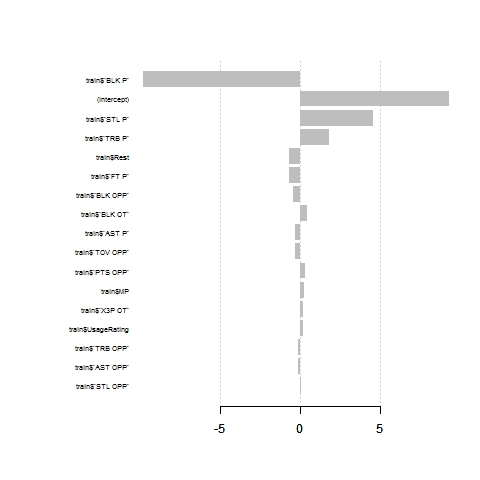 train$`BLK P`
(Intercept)
train$`STL P`
train$`TRB P`
train$Rest
train$`FT P`
train$`BLK OPP`
train$`BLK OT`
train$`AST P`
train$`TOV OPP`
train$`PTS OPP`
train$MP
train$`X3P OT`
train$UsageRating
train$`TRB OPP`
train$`AST OPP`
train$`STL OPP`
-5 0 5